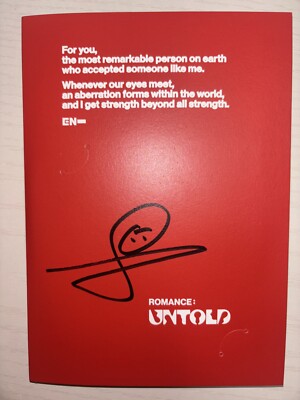 For you,
the most remarkable person on earth
who accepted someone like me.
Whenever our eyes meet,
an aberration forms within the world,
and I get strength beyond all strength.
EN-
ROMANCE:
UNTOLD